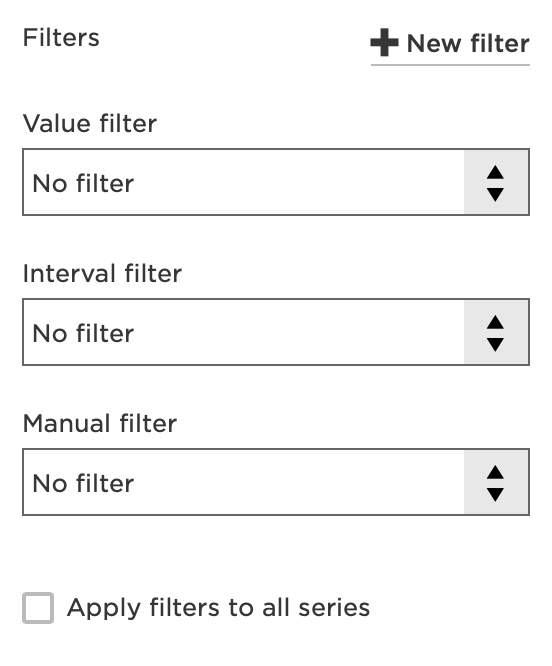 Filters
New filter
Value filter
No filter
Interval filter
No filter
Manual filter
No filter
Apply filters to all series